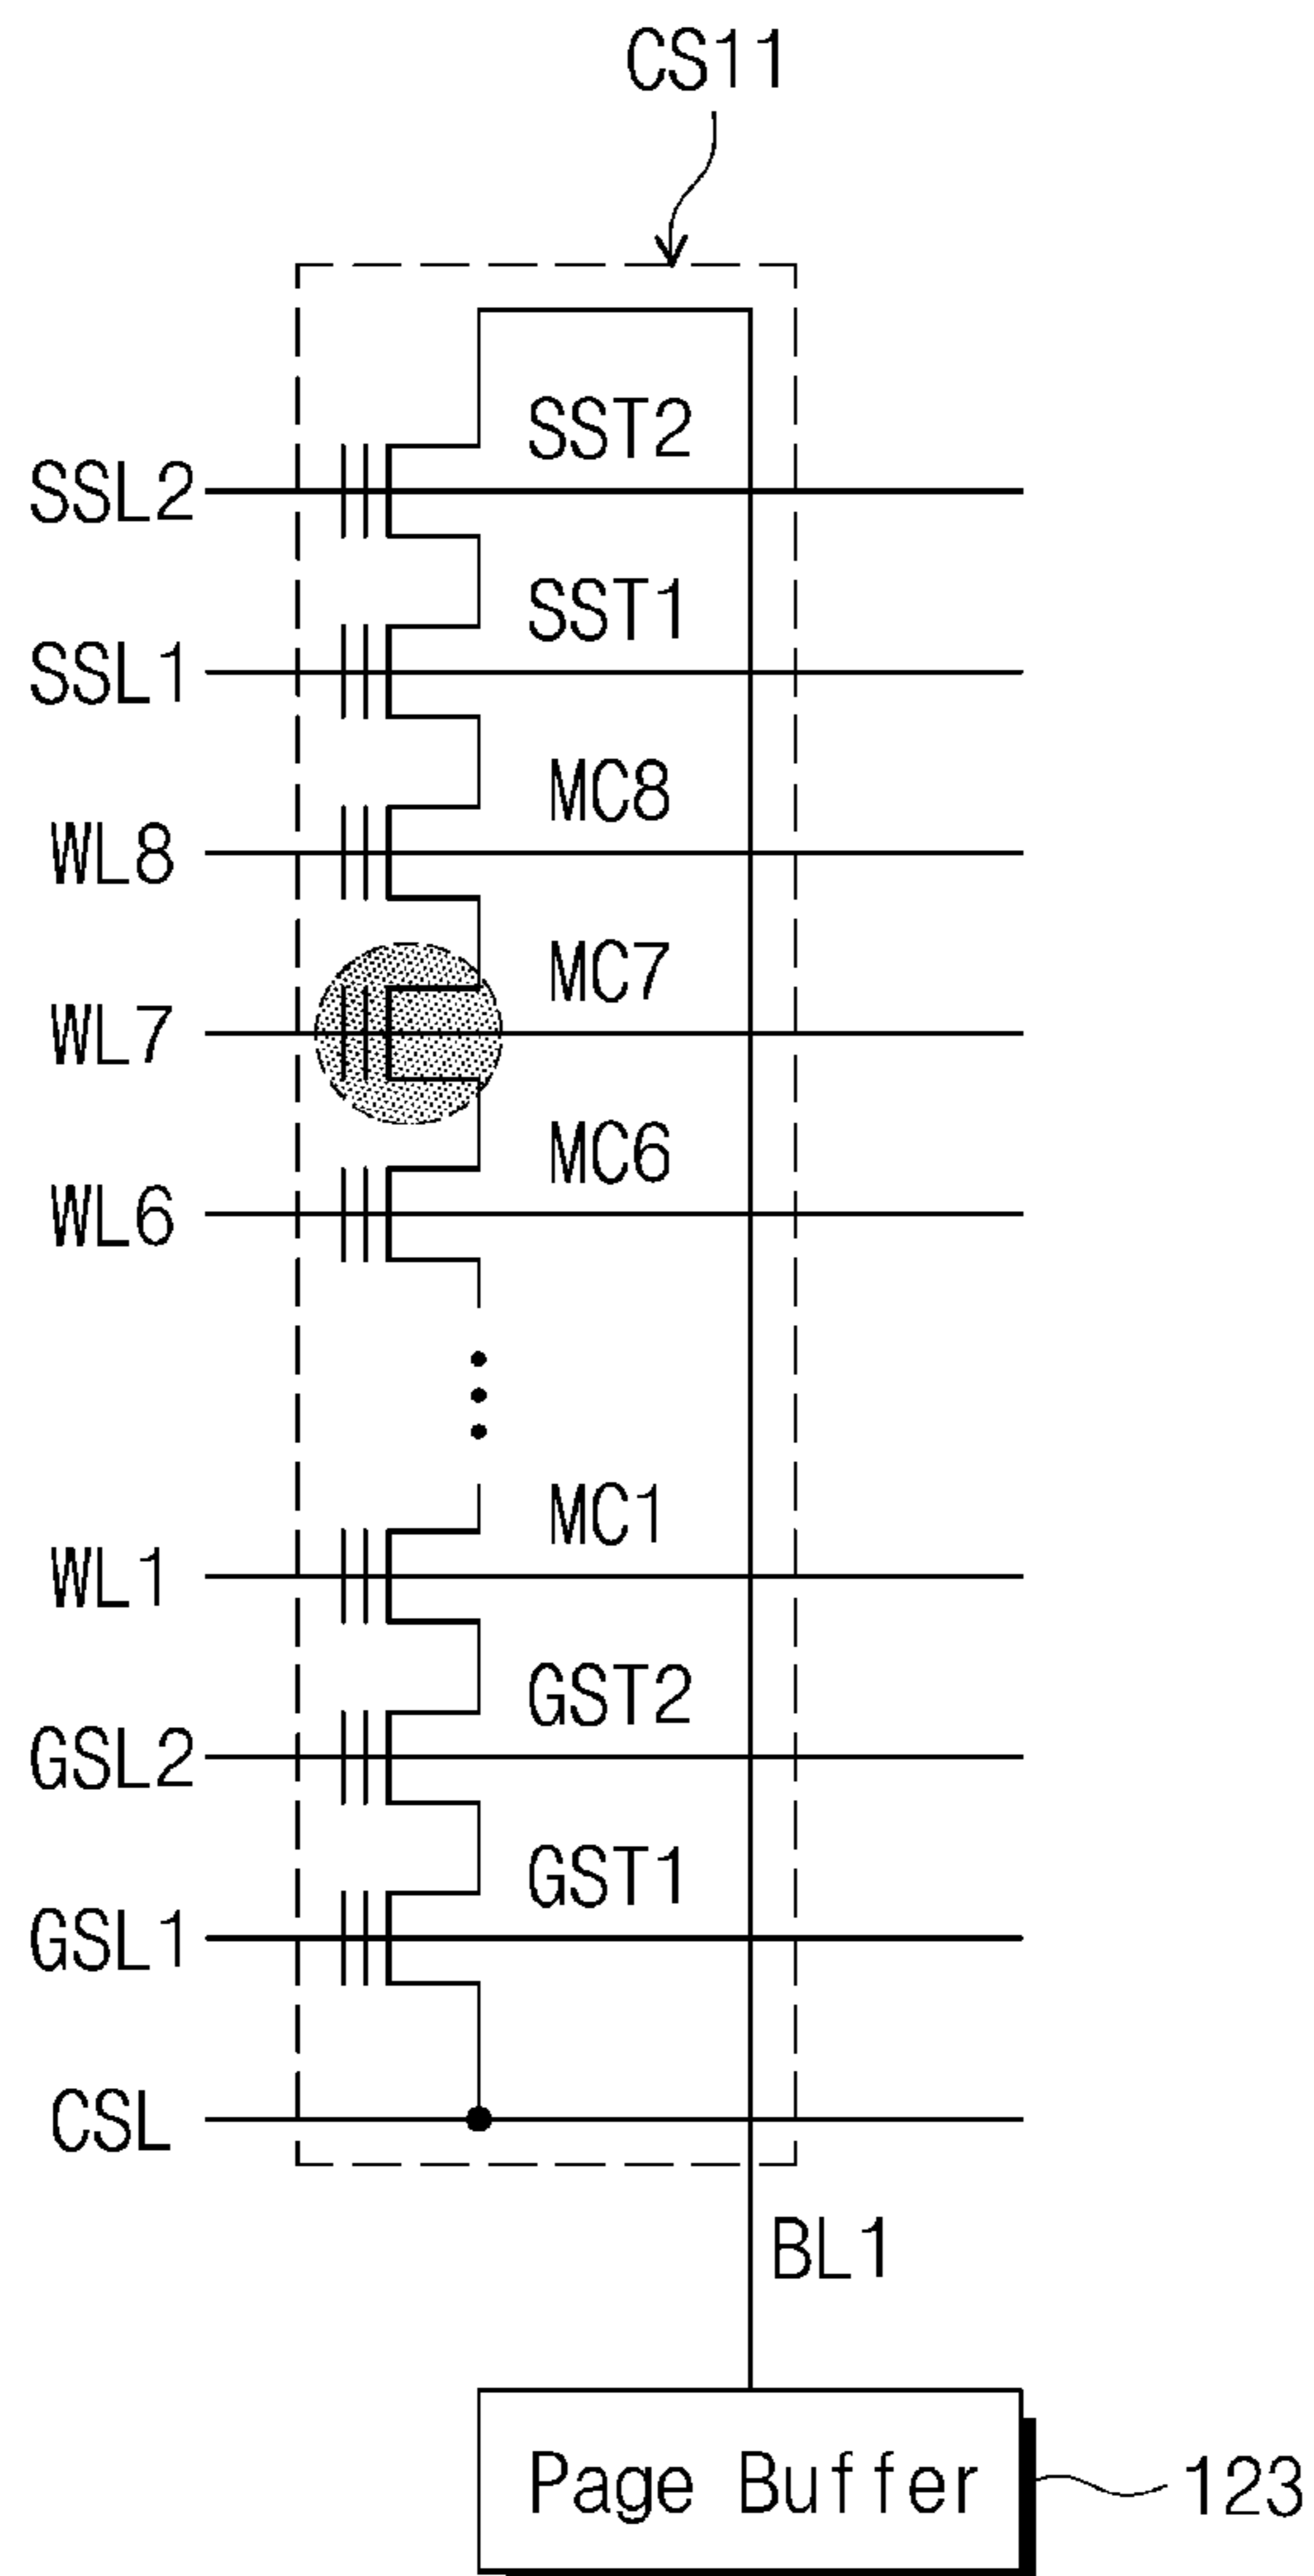 CS11
SST2
SSL2
SST1
SSL1
MC8
WL8
MC7
WL7
MC6
WL6
MC1
WL1
GST2
GSL2
GST1
GSL1
CSL
BL1
Page Buffer
123